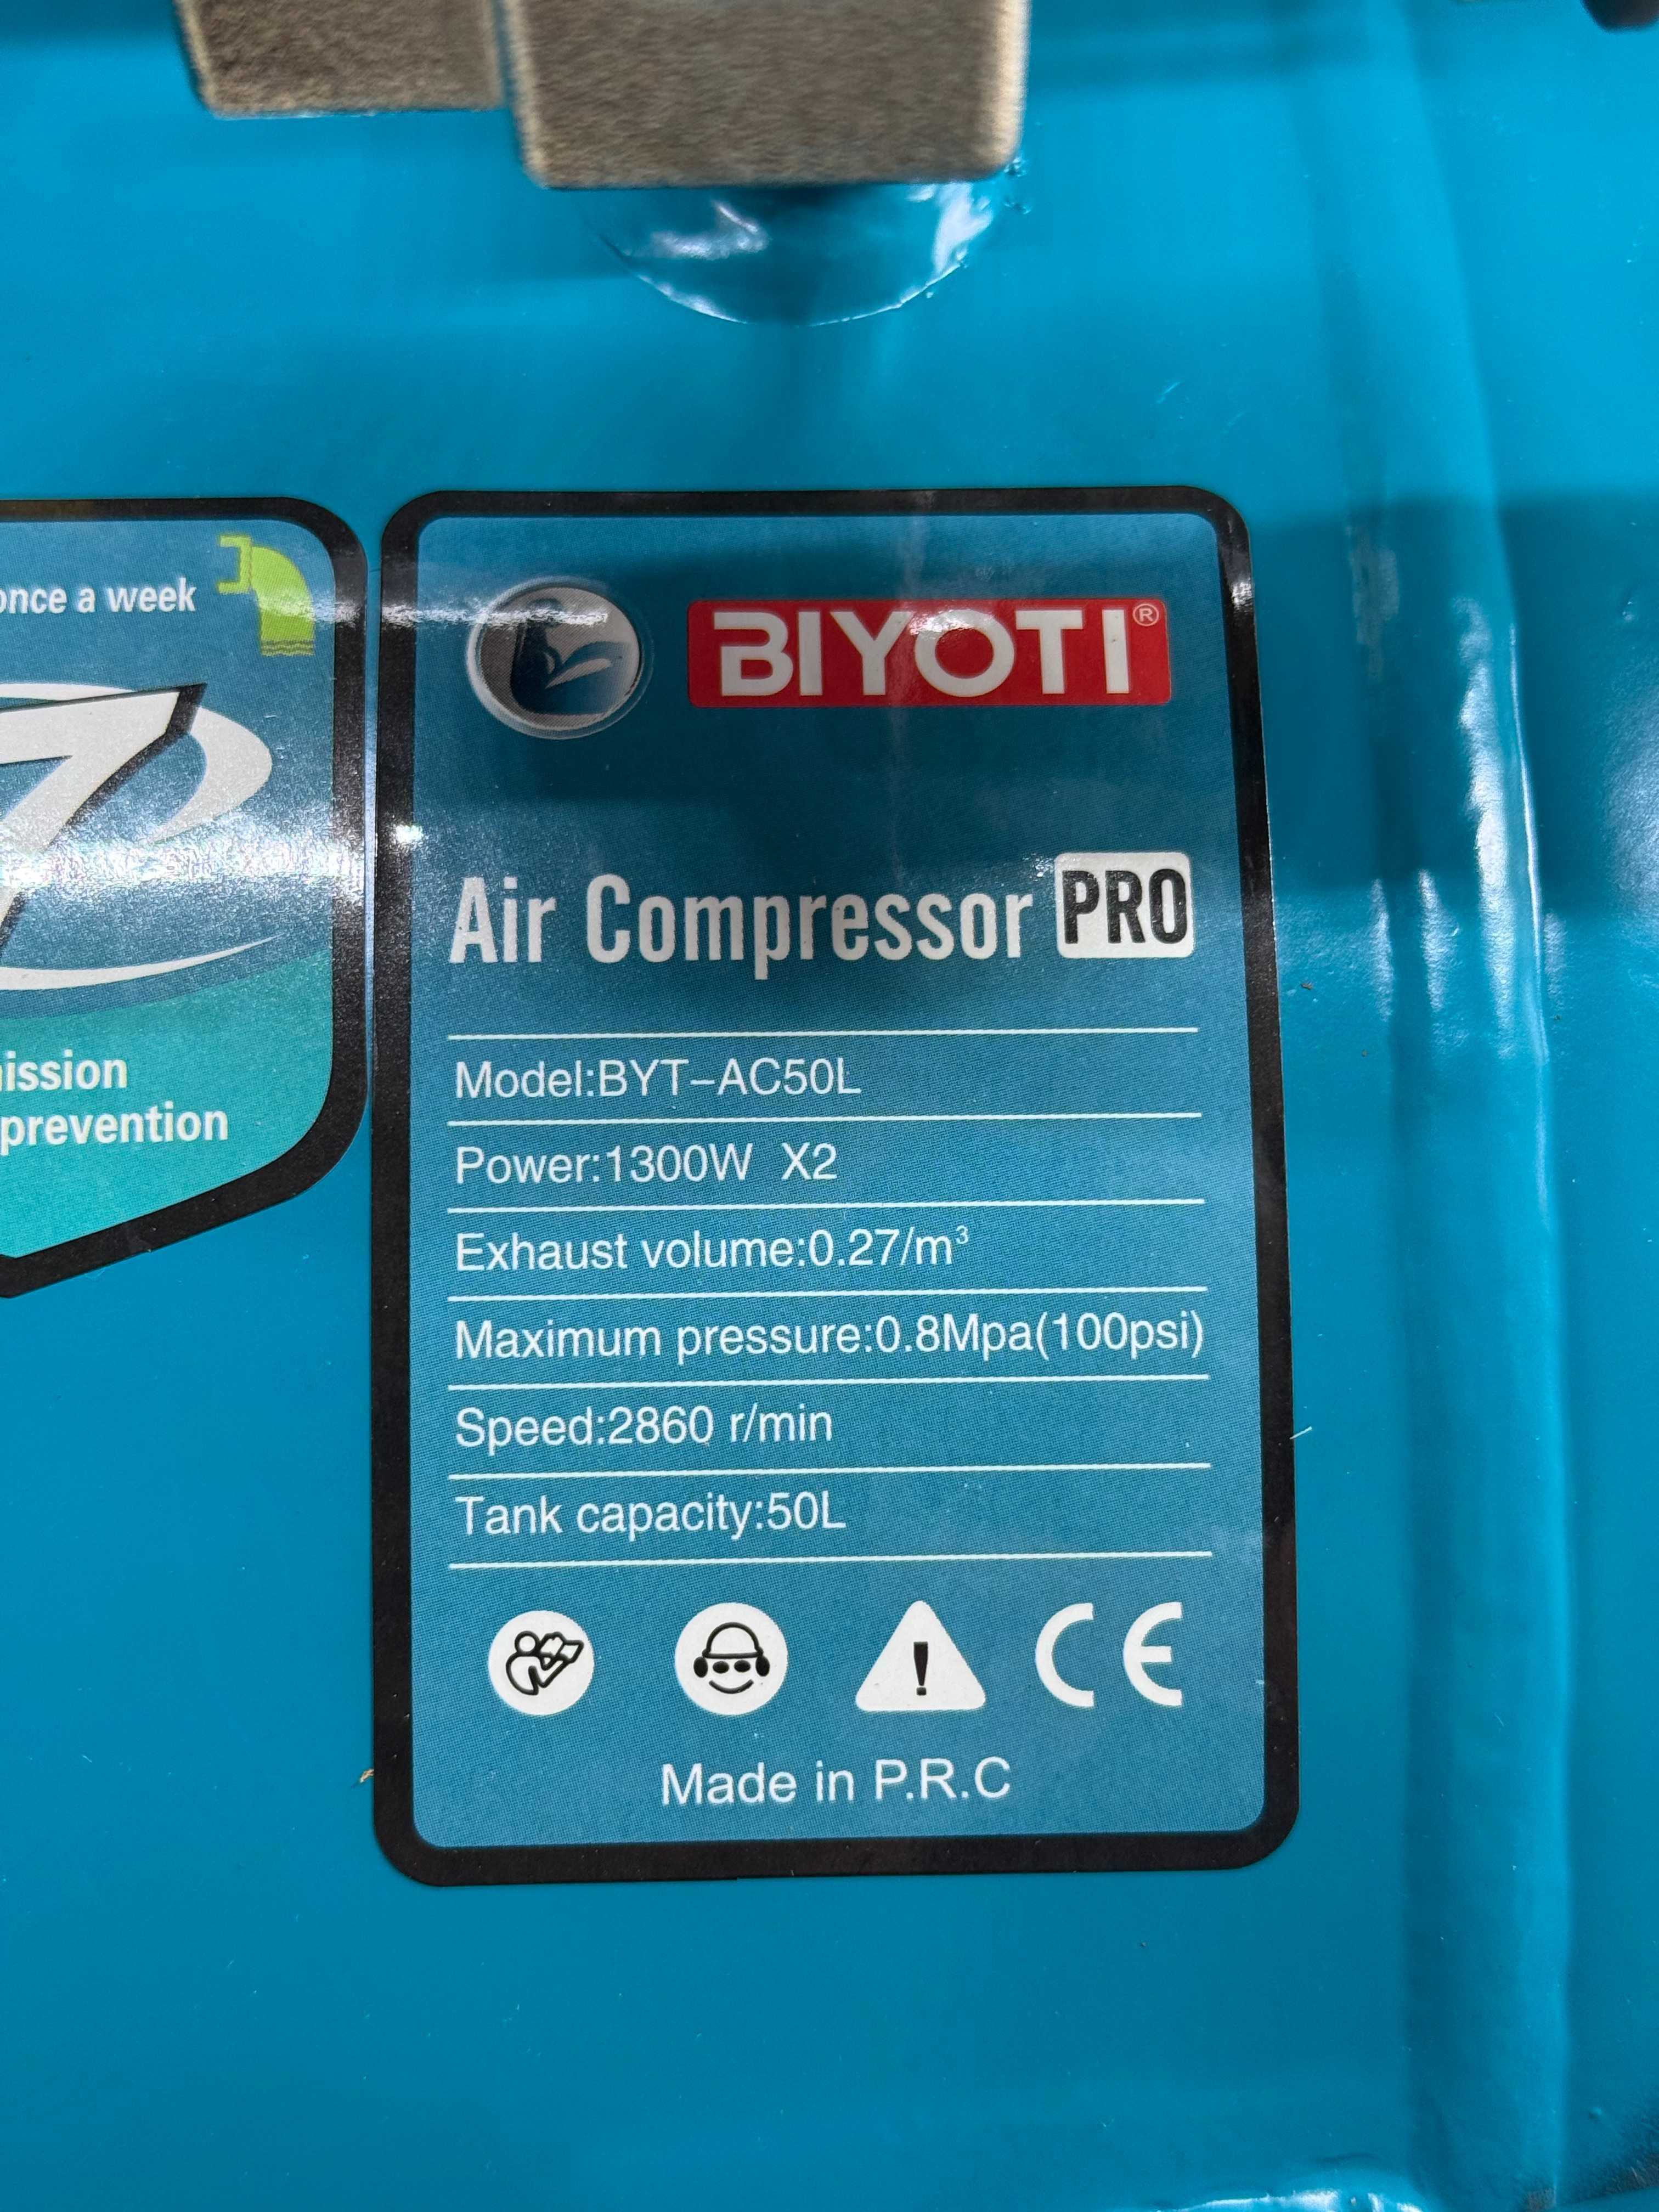 once a week
7
ission
prevention
BIYOTI®
Air Compressor PRO
Model:BYT-AC50L
Power:1300W X2
Exhaust volume:0.27/m³
Maximum pressure:0.8Mpa(100psi)
Speed:2860 r/min
Tank capacity:50L
CE
Made in P.R.C